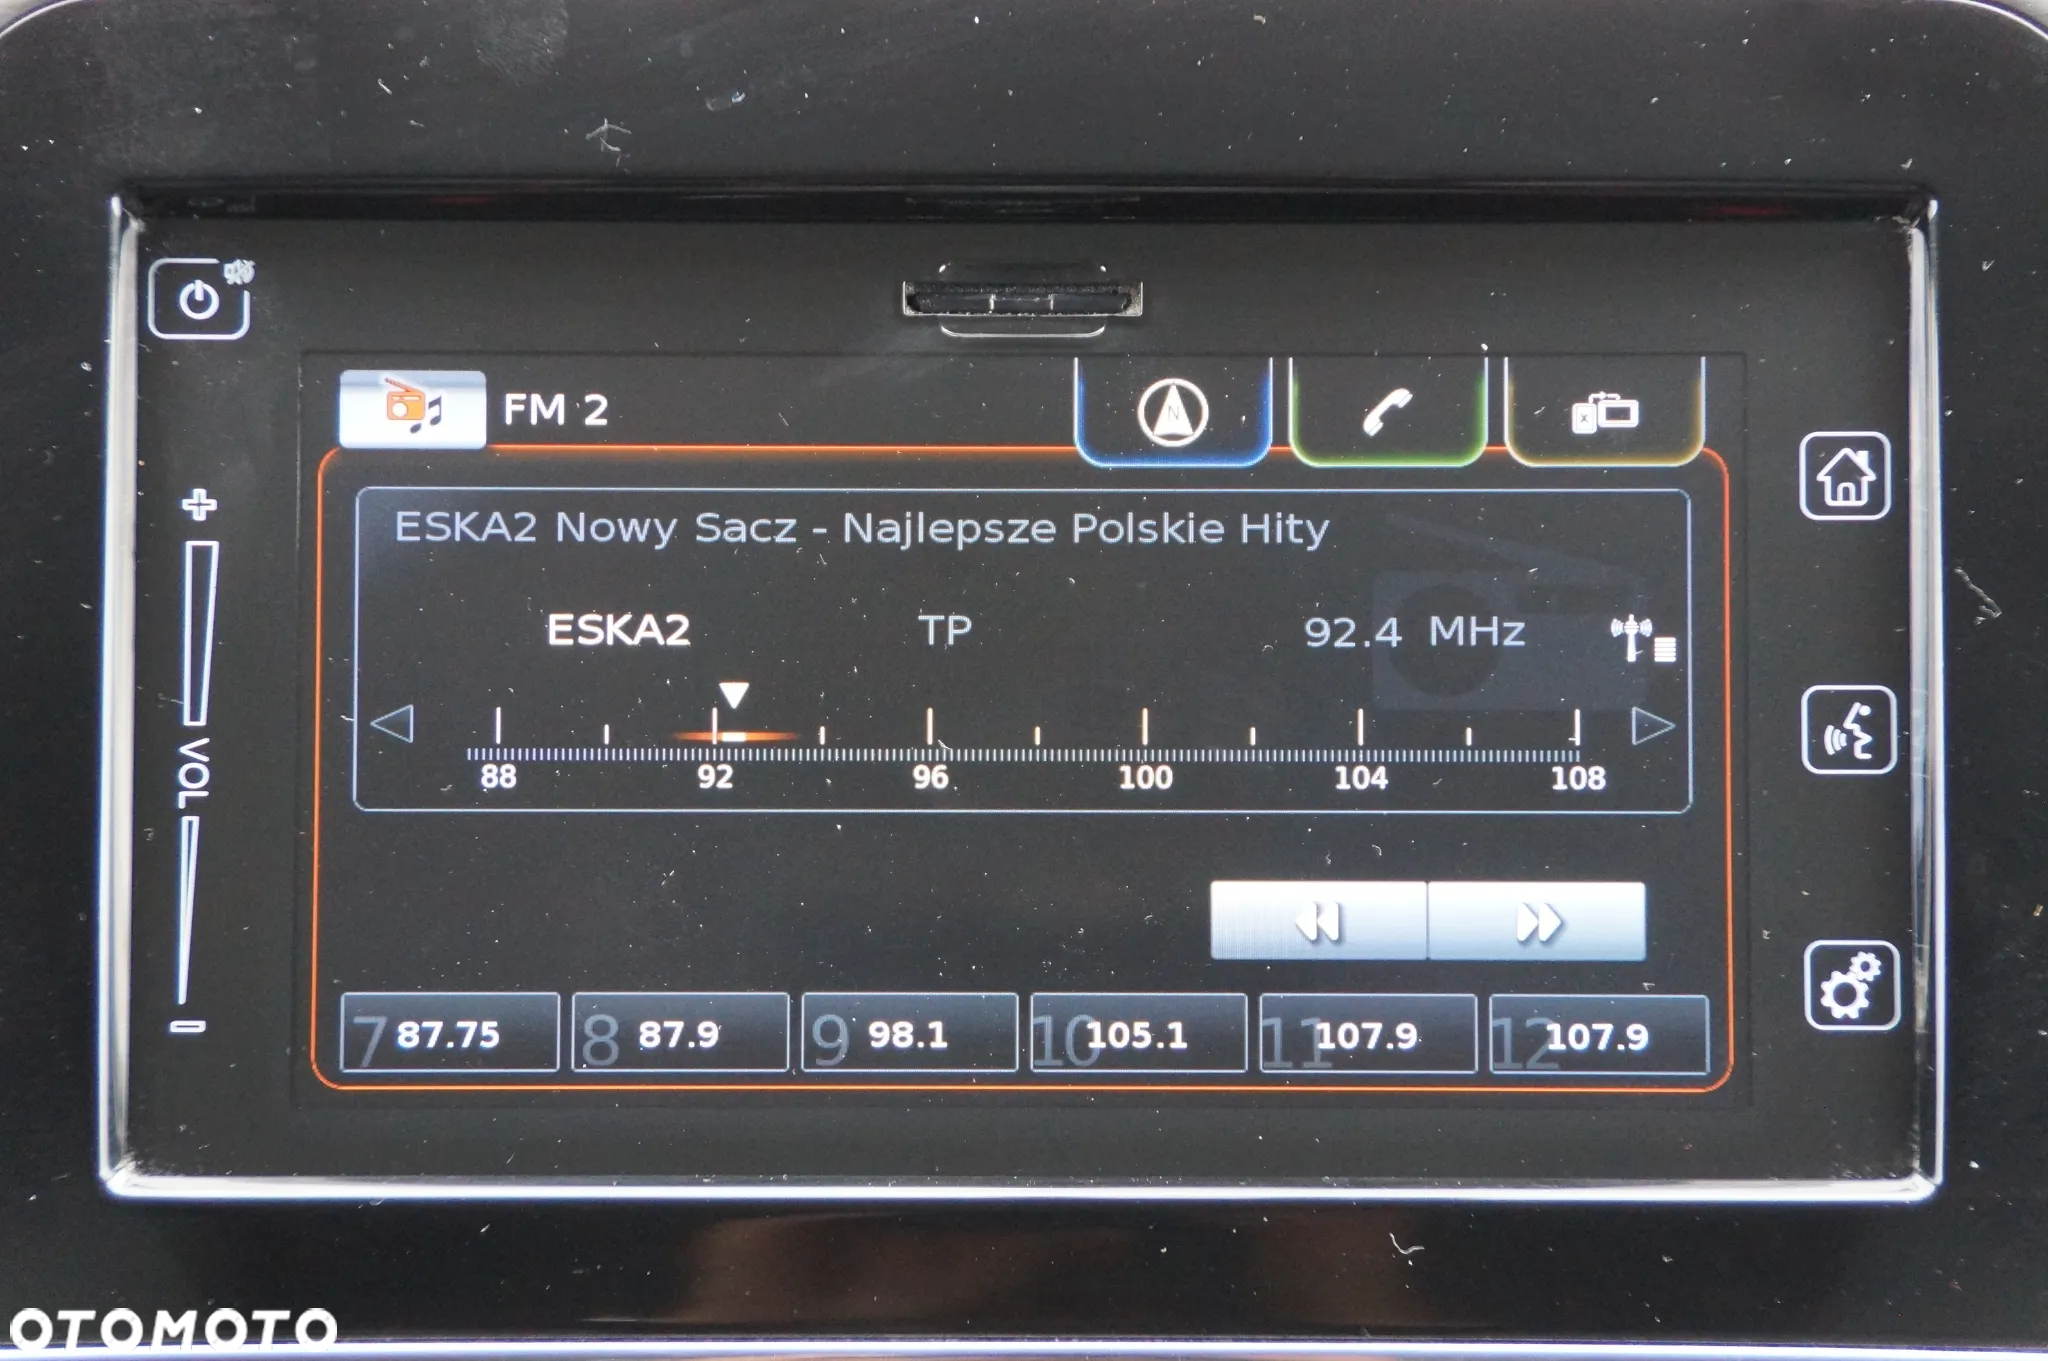 FM 2
N
ESKA2 Nowy Sacz - Najlepsze Polskie Hity
ESKA2 TP 92.4 MHz
88 92 96 100 104 108
VOL
7 87.75 8 87.9 9 98.1 10 105.1 11 107.9 12 107.9
OTOMOTO